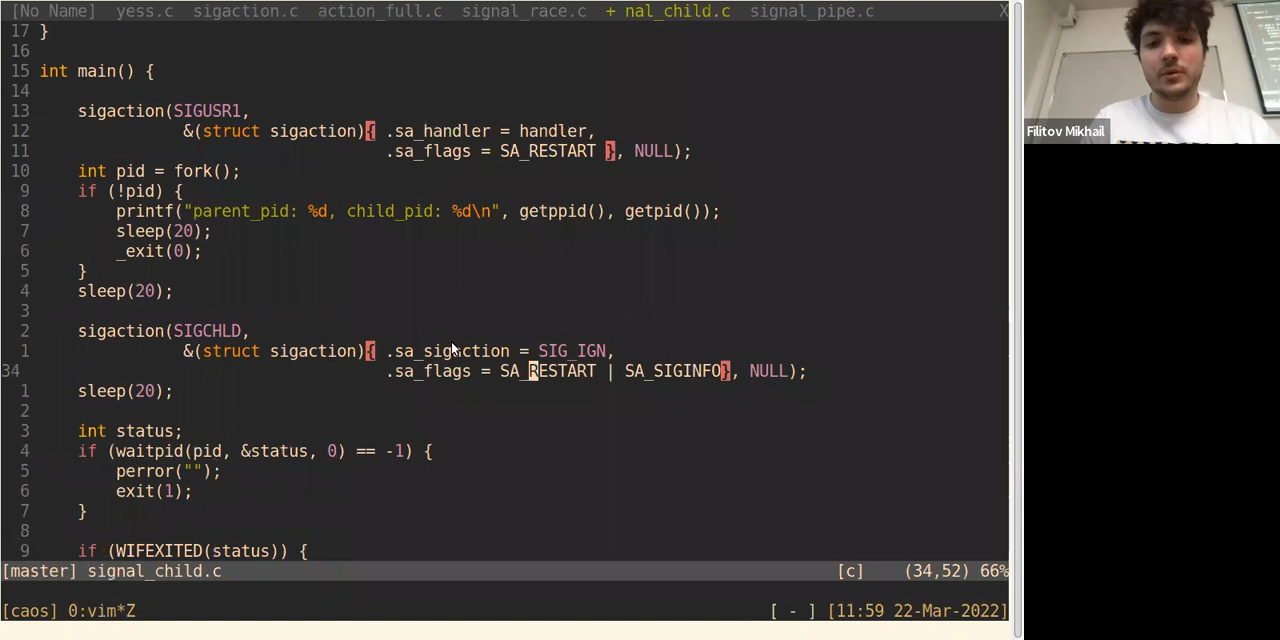 [No Name]  yess.c  sigaction.c  action_full.c  signal_race.c  + nal_child.c  signal_pipe.c X
17 }
16
15 int main() {
14
13     sigaction(SIGUSR1,
12                &(struct sigaction){ .sa_handler = handler,
11                                     .sa_flags = SA_RESTART }, NULL);
10     int pid = fork();
9     if (!pid) {
8         printf("parent_pid: %d, child_pid: %d\n", getppid(), getpid());
7         sleep(20);
6         _exit(0);
5     }
4     sleep(20);
3
2     sigaction(SIGCHLD,
1                &(struct sigaction){ .sa_sigaction = SIG_IGN,
34                                     .sa_flags = SA_RESTART | SA_SIGINFO}, NULL);
1     sleep(20);
2
3     int status;
4     if (waitpid(pid, &status, 0) == -1) {
5         perror("");
6         exit(1);
7     }
8
9     if (WIFEXITED(status)) {
[master] signal_child.c [c] (34,52) 66%
[caos] 0:vim*Z [ - ] [11:59 22-Mar-2022]
Filitov Mikhail